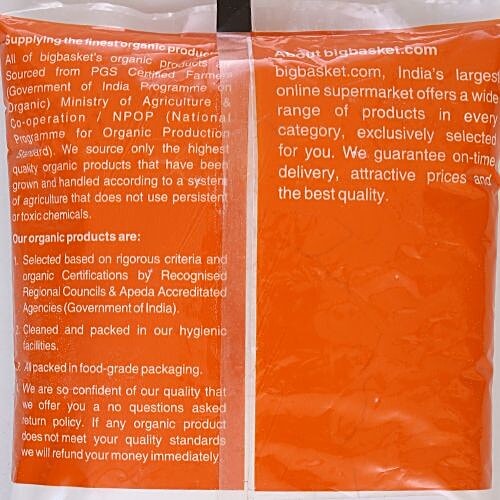 Supplying the finest organic produc
All of bigbasket's organic products a
Sourced from PGS Certified Farmers
(Government of India Programme on
Organic) Ministry of Agriculture &
Co-operation / NPOP (National
Programme for Organic Production
Standard). We source only the highest
quality organic products that have been
grown and handled according to a system
of agriculture that does not use persistent
or toxic chemicals.
Our organic products are:
1. Selected based on rigorous criteria and
organic Certifications by Recognised
Regional Councils & Apeda Accreditated
Agencies (Government of India).
2. Cleaned and packed in our hygienic
facilities.
3. All packed in food-grade packaging.
We are so confident of our quality that
we offer you a no questions asked
return policy. If any organic product
does not meet your quality standards
we will refund your money immediately.
About bigbasket.com
bigbasket.com, India's largest
online supermarket offers a wide
range of products in every
category, exclusively selected
for you. We guarantee on-time
delivery, attractive prices and
the best quality.